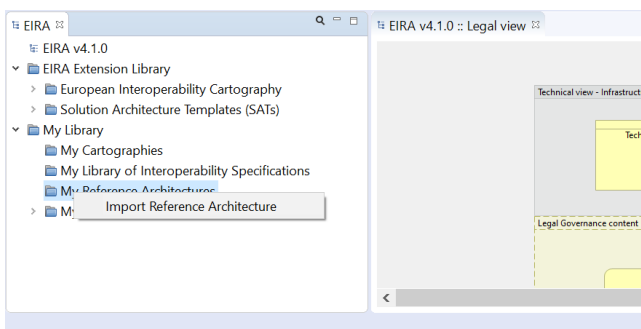 EIRA
EIRA v4.1.0
EIRA Extension Library
European Interoperability Cartography
Solution Architecture Templates (SATs)
My Library
My Cartographies
My Library of Interoperability Specifications
My Reference Architectures
My
Import Reference Architecture
EIRA v4.1.0 :: Legal view
Technical view - Infrastruct
Tech
Legal Governance content